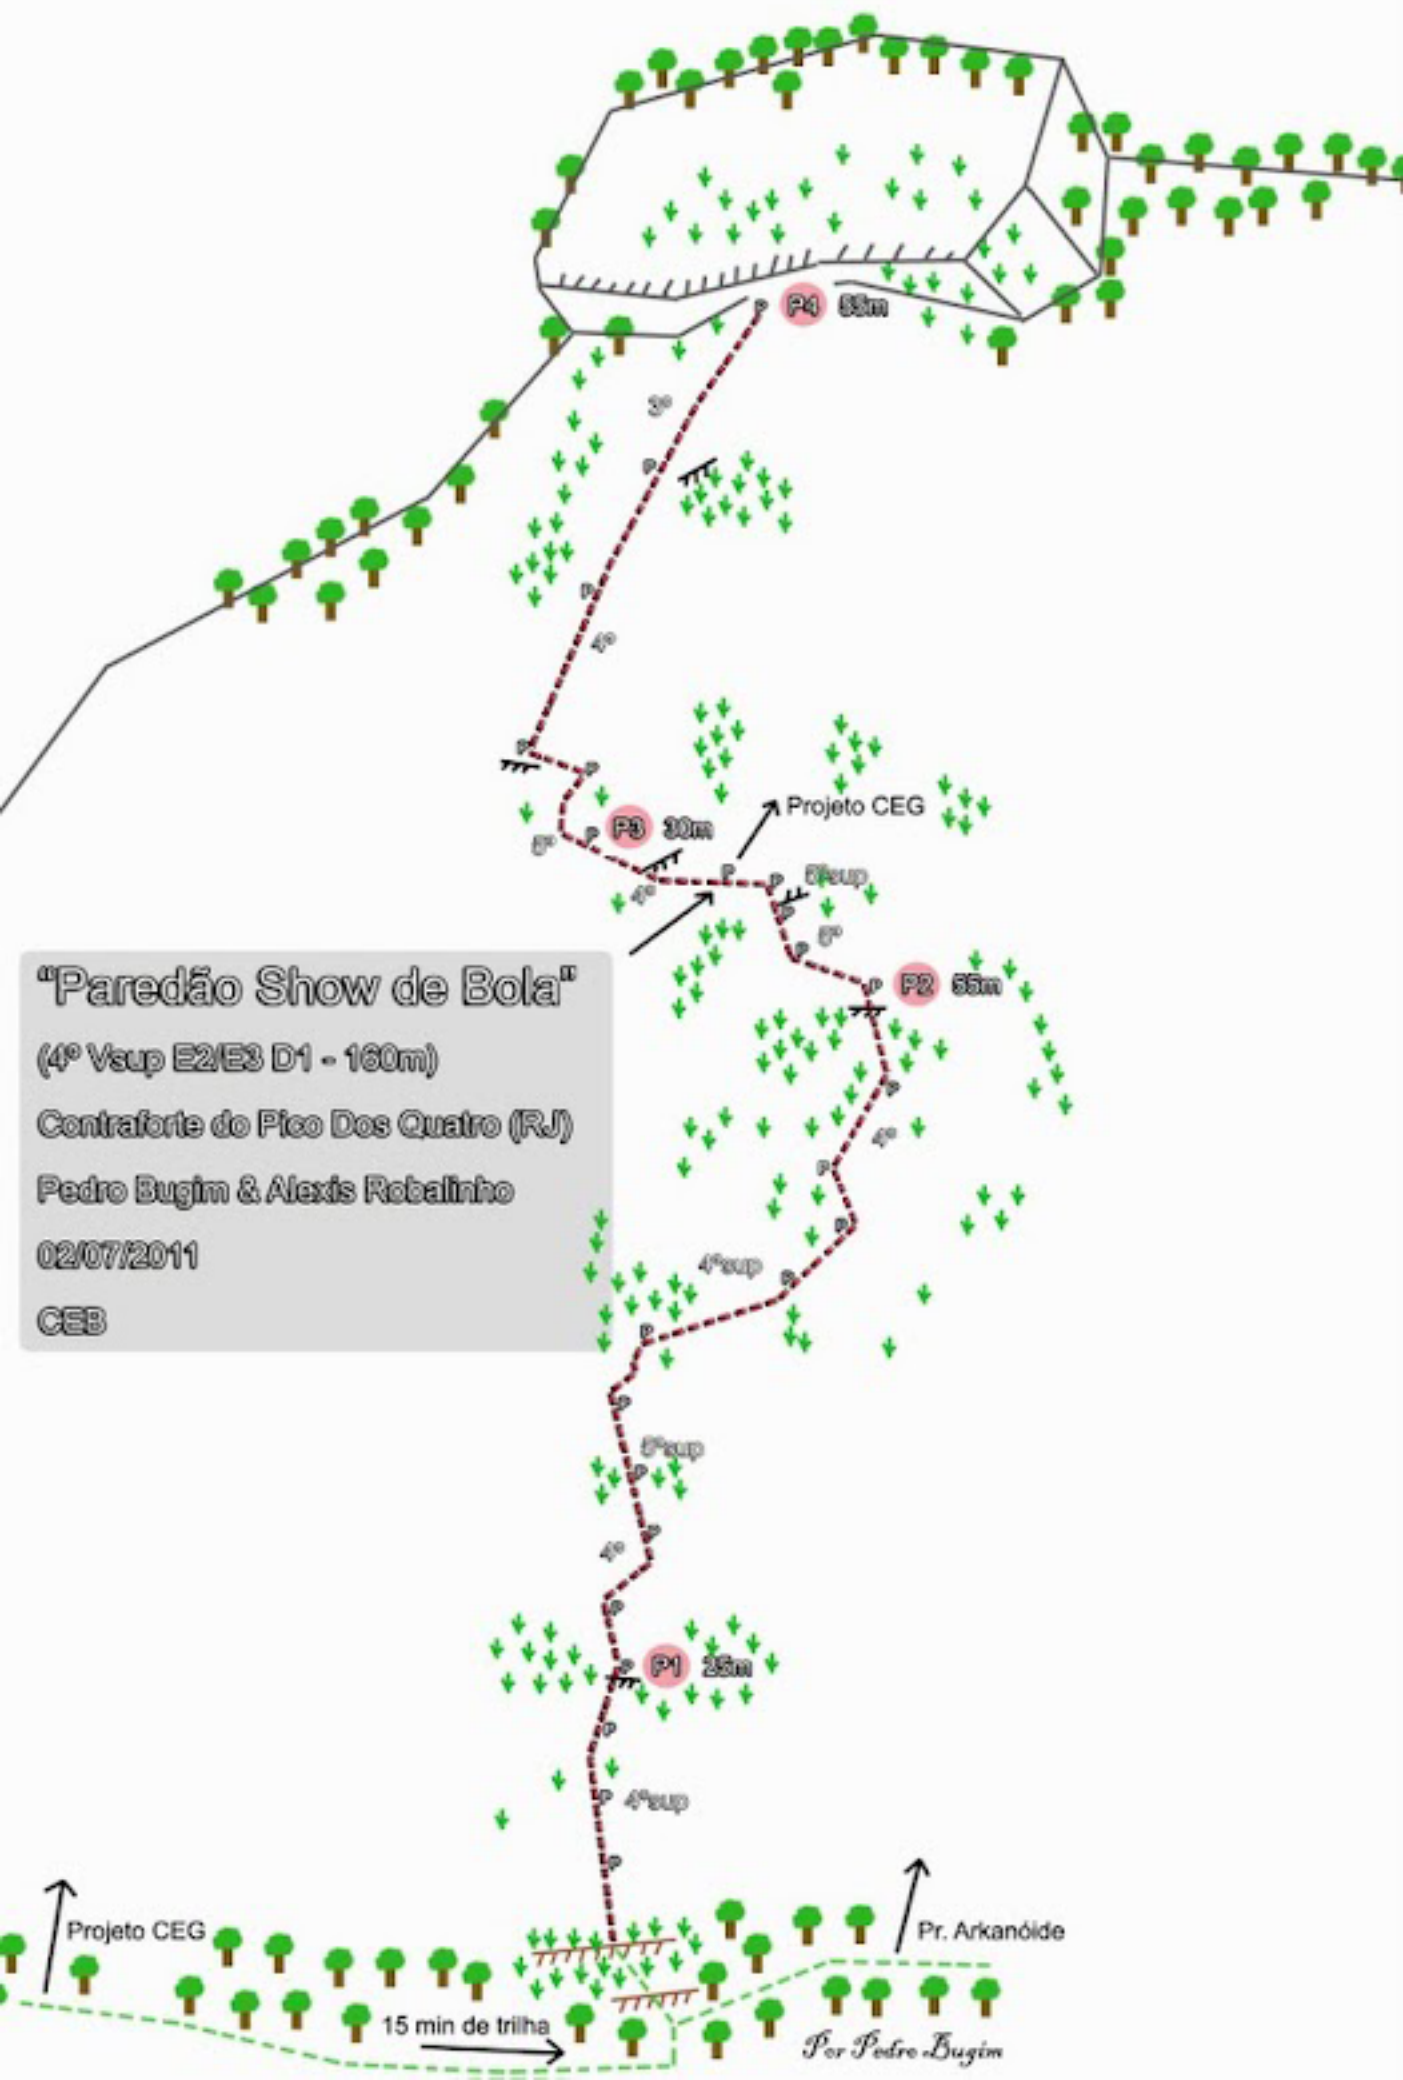 P
P4 55m
3º
P
P
4º
P
P
Projeto CEG
P
P3 30m
5º
P
P
5ºsup
4º
P
5º
P
"Paredão Show de Bola"
(4º Vsup E2/E3 D1 - 160m)
Contraforte do Pico Dos Quatro (RJ)
Pedro Bugim & Alexis Robalinho
02/07/2011
CEB
P
P2 55m
P
4º
P
P
4ºsup
P
P
P
5ºsup
P
P
4º
P
P
P1 25m
P
P
4ºsup
P
Projeto CEG
Pr. Arkanóide
15 min de trilha
Por Pedro Bugim